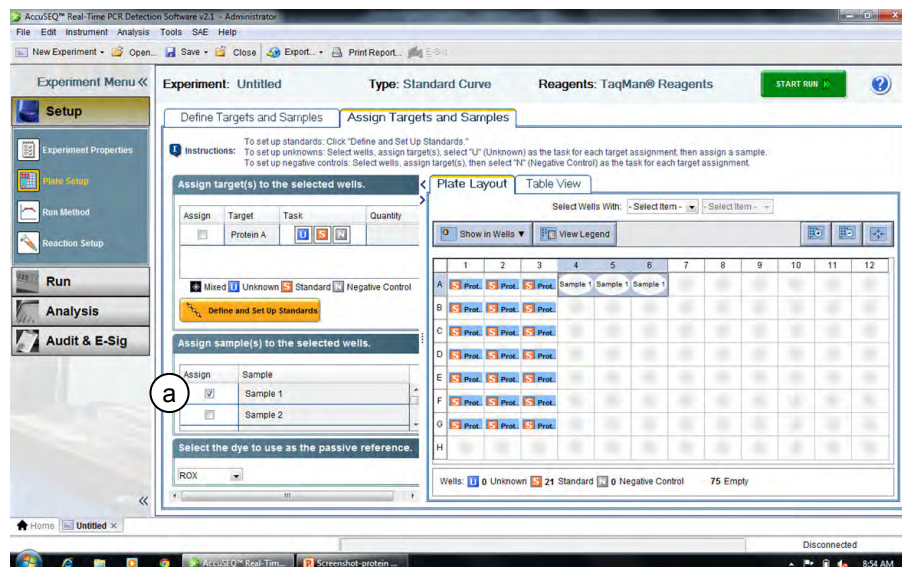 AccuSEQ™ Real-Time PCR Detection Software v2.1 - Administrator
File Edit Instrument Analysis Tools SAE Help
New Experiment Open... Save Close Export... Print Report... E-Sig
Experiment Menu «
Experiment: Untitled Type: Standard Curve Reagents: TaqMan® Reagents START RUN
Setup
Define Targets and Samples Assign Targets and Samples
Experiment Properties
Plate Setup
Run Method
Reaction Setup
Run
Analysis
Audit & E-Sig
Instructions: To set up standards: Click "Define and Set Up Standards."
To set up unknowns: Select wells, assign target(s), select "U" (Unknown) as the task for each target assignment, then assign a sample.
To set up negative controls: Select wells, assign target(s), then select "N" (Negative Control) as the task for each target assignment.
Assign target(s) to the selected wells.
Assign Target Task Quantity
Protein A U S N
Mixed U Unknown S Standard N Negative Control
Define and Set Up Standards
Assign sample(s) to the selected wells.
Assign Sample
a
Sample 1
Sample 2
Select the dye to use as the passive reference.
ROX
Plate Layout Table View
Select Wells With: - Select Item - - Select Item -
Show in Wells ▼ View Legend
1 2 3 4 5 6 7 8 9 10 11 12
A S Prot. S Prot. S Prot. Sample 1 Sample 1 Sample 1
B S Prot. S Prot. S Prot.
C S Prot. S Prot. S Prot.
D S Prot. S Prot. S Prot.
E S Prot. S Prot. S Prot.
F S Prot. S Prot. S Prot.
G S Prot. S Prot. S Prot.
H
Wells: U 0 Unknown S 21 Standard N 0 Negative Control 75 Empty
«
Home Untitled ×
Disconnected
AccuSEQ™ Real-Tim... Screenshot-protein ... 8:54 AM